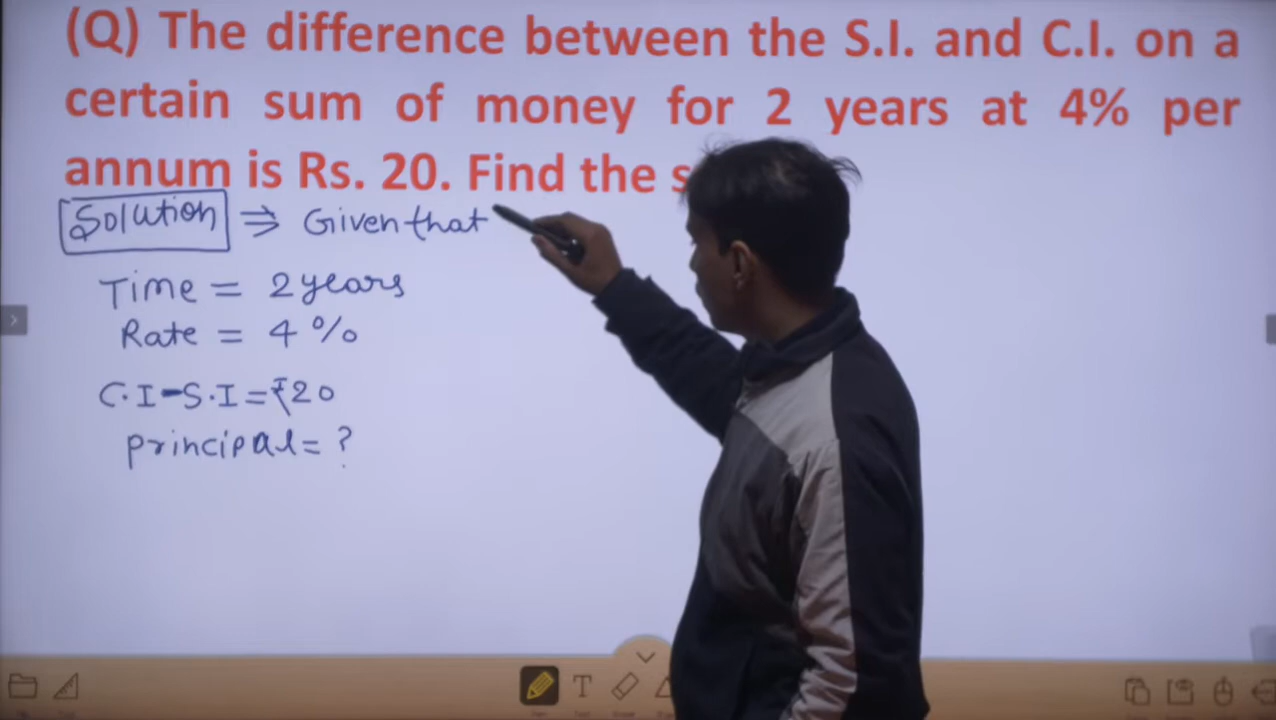 (Q) The difference between the S.I. and C.I. on a
certain sum of money for 2 years at 4% per
annum is Rs. 20. Find the
Solution ⇒ Given that
Time = 2 years
Rate = 4 %
C.I-S.I = ₹20
Principal = ?
T